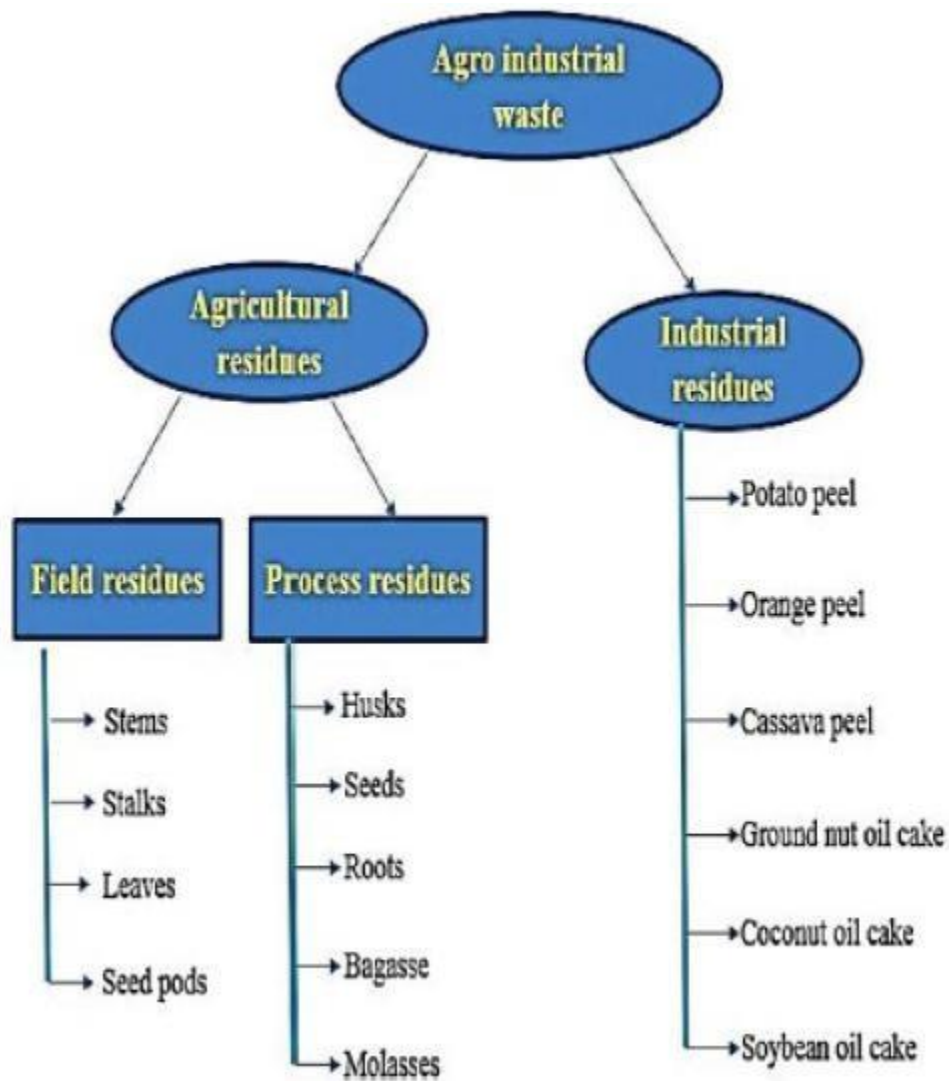 Agro industrial
waste
Agricultural
residues
Industrial
residues
Field residues
Process residues
Stems
Stalks
Leaves
Seed pods
Husks
Seeds
Roots
Bagasse
Molasses
Potato peel
Orange peel
Cassava peel
Ground nut oil cake
Coconut oil cake
Soybean oil cake